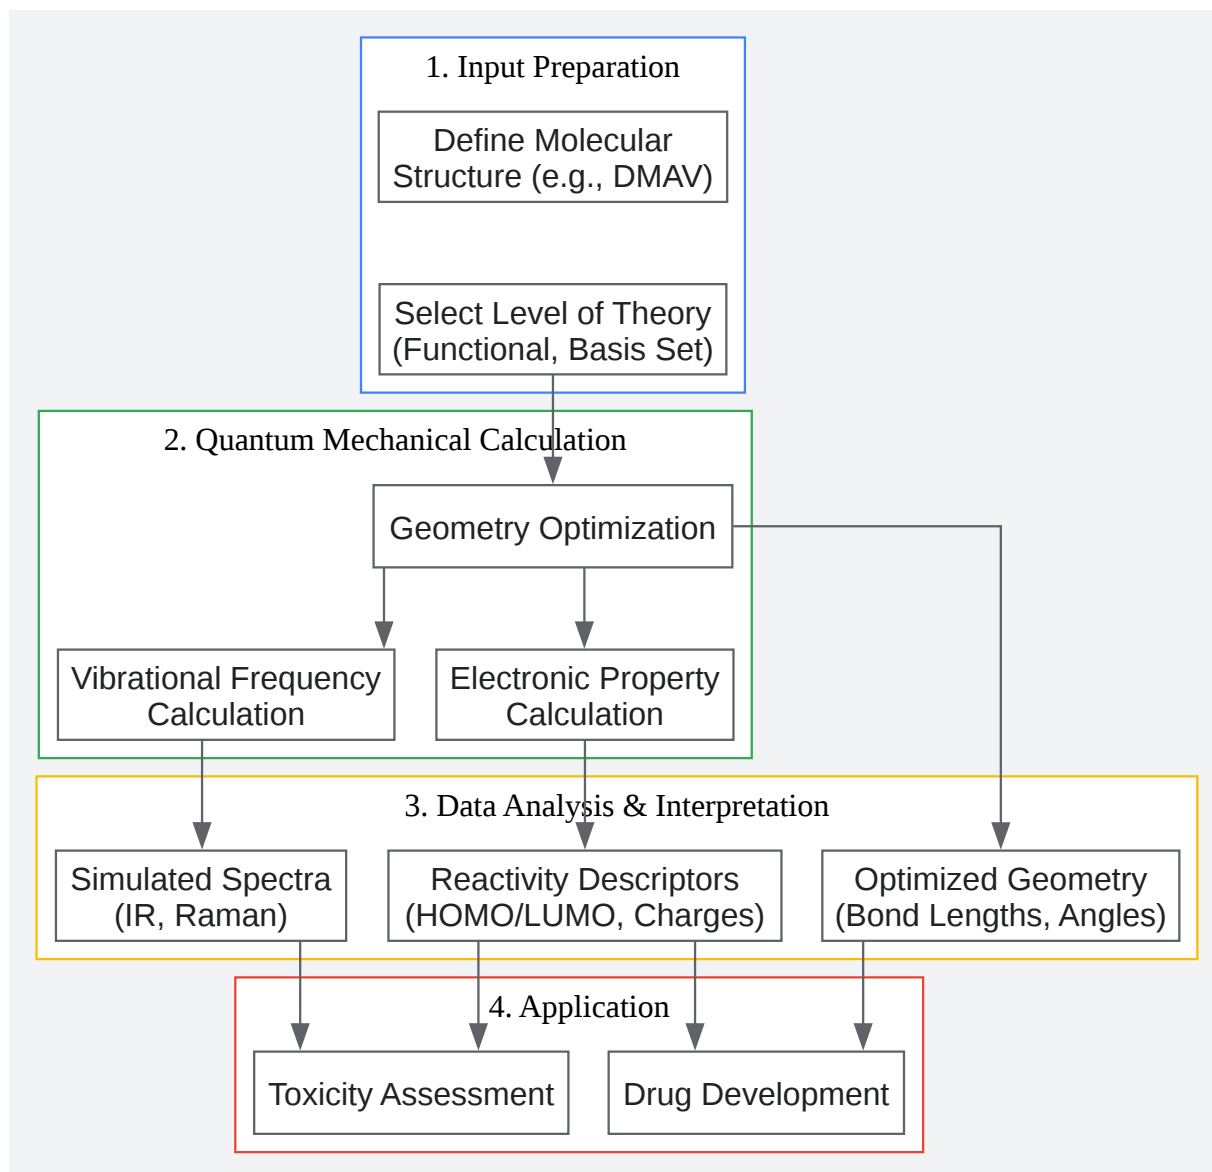 1. Input Preparation
Define Molecular
Structure (e.g., DMAV)
Select Level of Theory
(Functional, Basis Set)
2. Quantum Mechanical Calculation
Geometry Optimization
Vibrational Frequency
Calculation
Electronic Property
Calculation
3. Data Analysis & Interpretation
Simulated Spectra
(IR, Raman)
Reactivity Descriptors
(HOMO/LUMO, Charges)
Optimized Geometry
(Bond Lengths, Angles)
4. Application
Toxicity Assessment
Drug Development